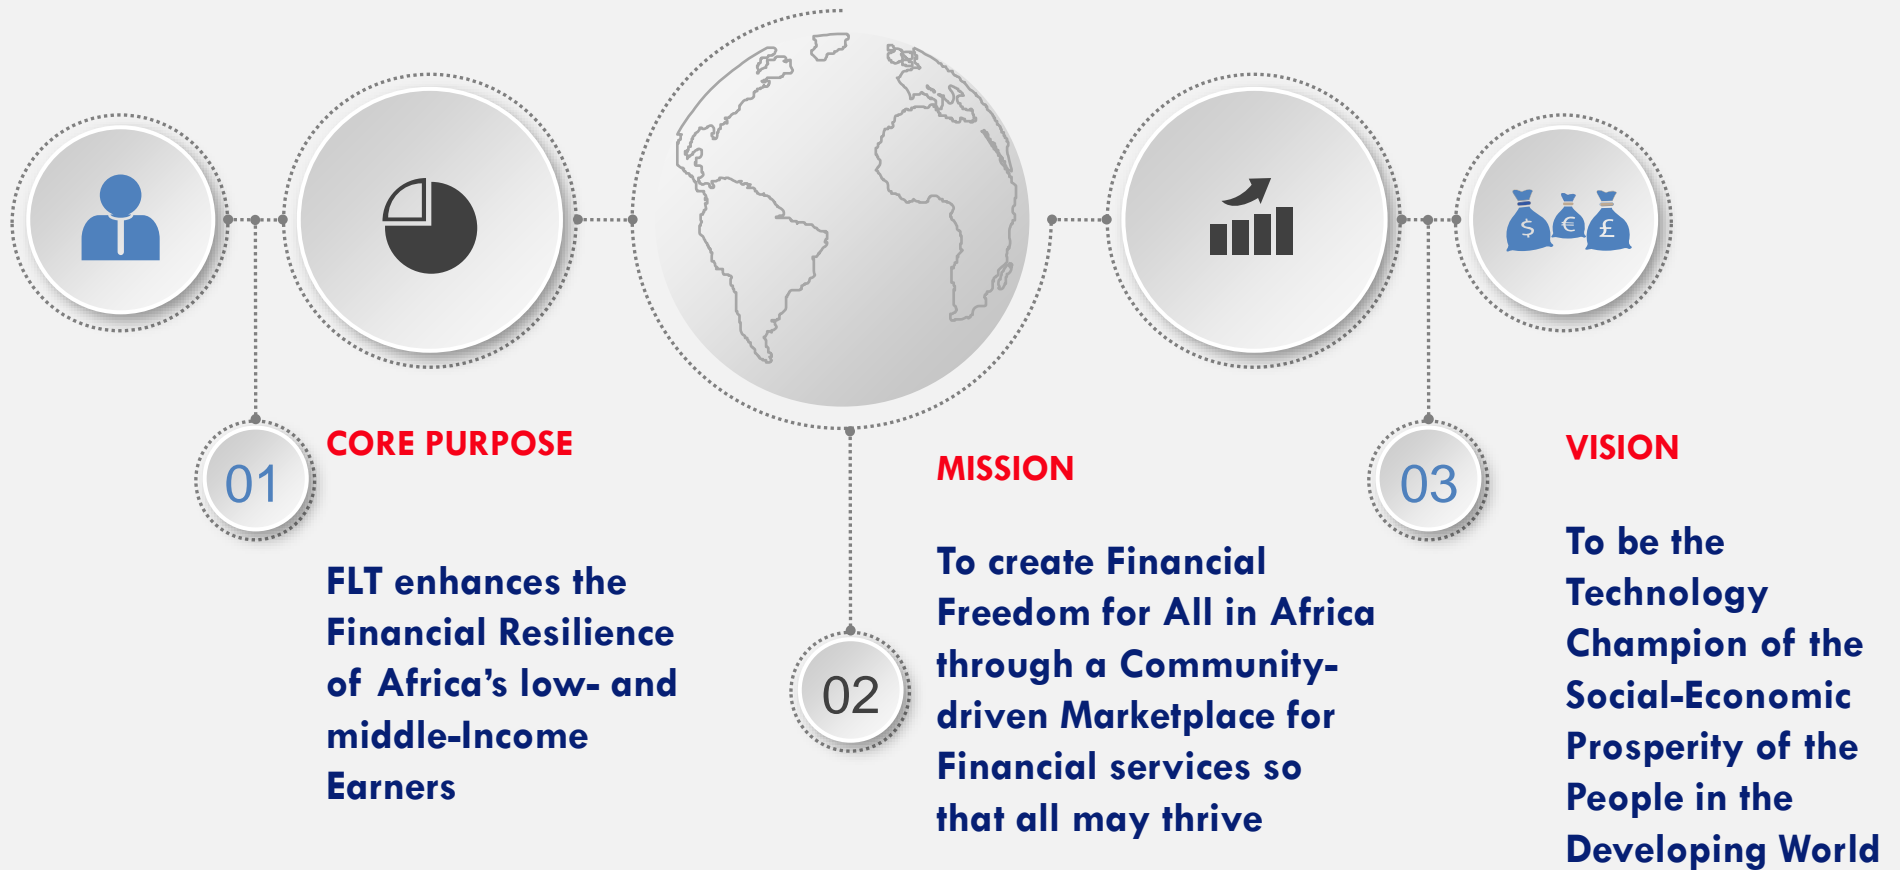 $ € £
01
CORE PURPOSE
FLT enhances the
Financial Resilience
of Africa’s low- and
middle-Income
Earners
02
MISSION
To create Financial
Freedom for All in Africa
through a Community-
driven Marketplace for
Financial services so
that all may thrive
03
VISION
To be the
Technology
Champion of the
Social-Economic
Prosperity of the
People in the
Developing World